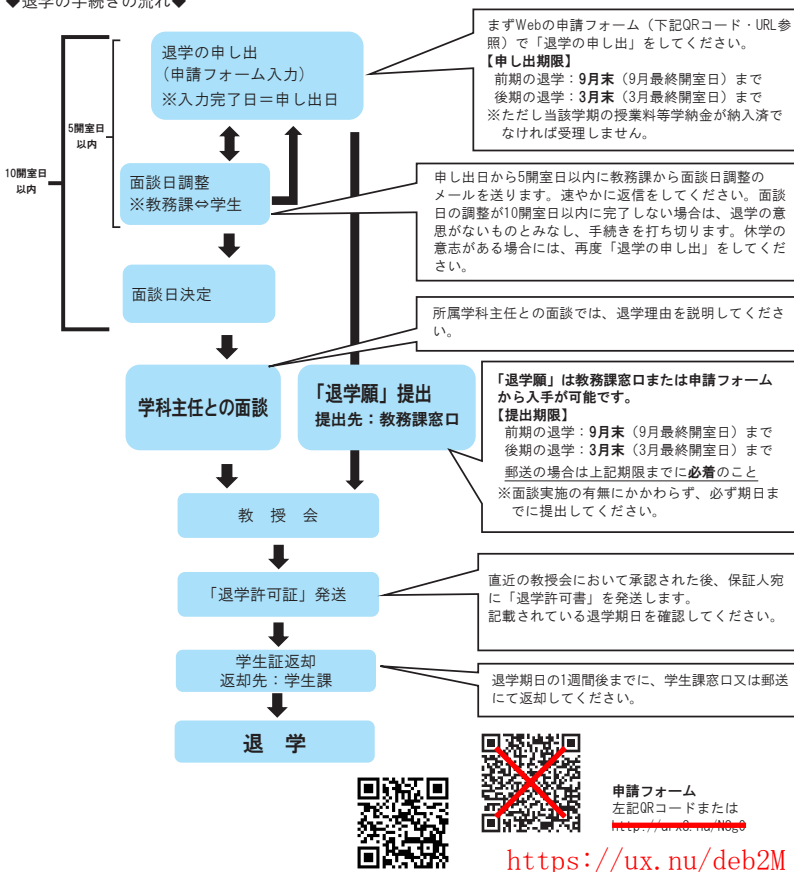 ◆退学の手続きの流れ◆
退学の申し出
(申請フォーム入力)
※入力完了日＝申し出日
まずWebの申請フォーム（下記QRコード・URL参
照）で「退学の申し出」をしてください。
【申し出期限】
前期の退学：9月末（9月最終開室日）まで
後期の退学：3月末（3月最終開室日）まで
※ただし当該学期の授業料等学納金が納入済で
なければ受理しません。
5開室日
以内
10開室日
以内
面談日調整
※教務課⇔学生
申し出日から5開室日以内に教務課から面談日調整の
メールを送ります。速やかに返信をしてください。面談
日の調整が10開室日以内に完了しない場合は、退学の意
思がないものとみなし、手続きを打ち切ります。休学の
意志がある場合には、再度「退学の申し出」をしてくだ
さい。
面談日決定
所属学科主任との面談では、退学理由を説明してくださ
い。
学科主任との面談
「退学願」提出
提出先：教務課窓口
「退学願」は教務課窓口または申請フォーム
から入手が可能です。
【提出期限】
前期の退学：9月末（9月最終開室日）まで
後期の退学：3月末（3月最終開室日）まで
郵送の場合は上記期限までに必着のこと
※面談実施の有無にかかわらず、必ず期日ま
でに提出してください。
教 授 会
「退学許可証」発送
直近の教授会において承認された後、保証人宛
に「退学許可書」を発送します。
記載されている退学期日を確認してください。
学生証返却
返却先：学生課
退学期日の1週間後までに、学生課窓口又は郵送
にて返却してください。
退 学
申請フォーム
左記QRコードまたは
https://ux.nu/deb2M